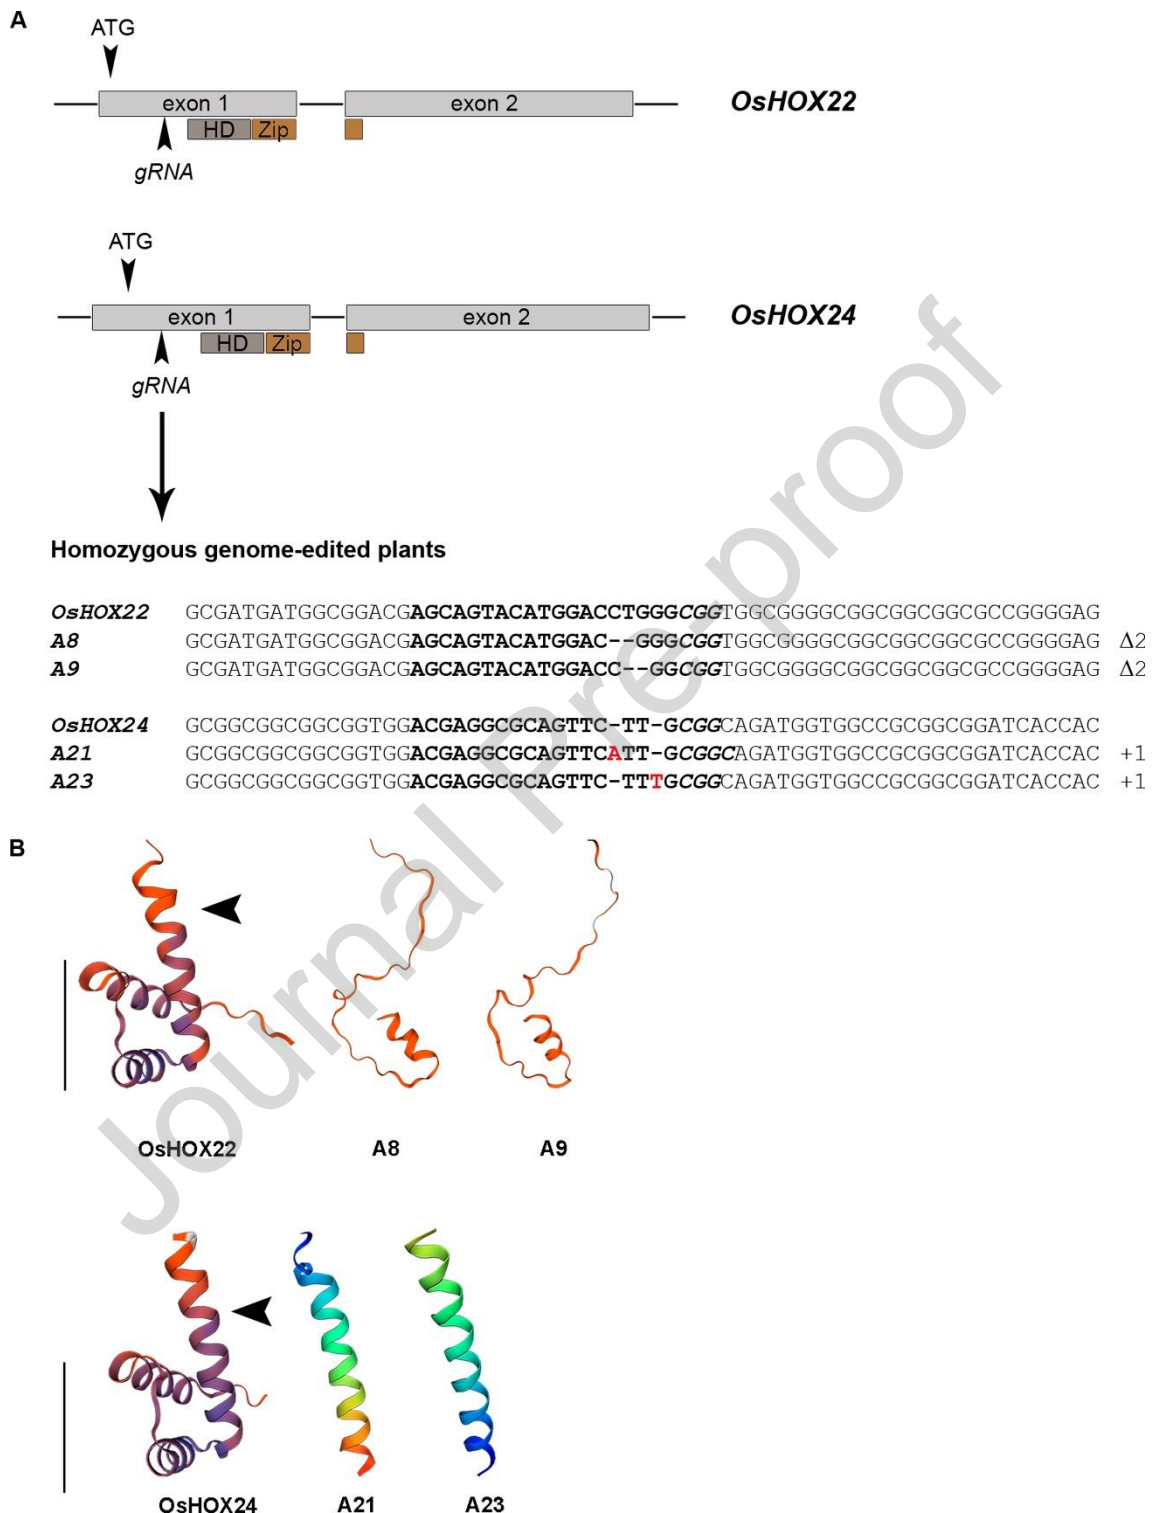 A
ATG
exon 1
exon 2
OsHOX22
HD
Zip
gRNA
ATG
exon 1
exon 2
OsHOX24
HD
Zip
gRNA
Homozygous genome-edited plants
OsHOX22 GCGATGATGGCGGACGAGCAGTACATGGACCTGGGCGGTGGCGGGGCGGCGGCGGCGCCGGGGAG
A8 GCGATGATGGCGGACGAGCAGTACATGGAC--GGGCGGTGGCGGGGCGGCGGCGGCGCCGGGGAG Δ2
A9 GCGATGATGGCGGACGAGCAGTACATGGACC--GGCGGTGGCGGGGCGGCGGCGGCGCCGGGGAG Δ2
OsHOX24 GCGGCGGCGGCGGTGGACGAGGCGCAGTTC-TT-GCGGCAGATGGTGGCCGCGGCGGATCACCAC
A21 GCGGCGGCGGCGGTGGACGAGGCGCAGTTCATT-GCGGCAGATGGTGGCCGCGGCGGATCACCAC +1
A23 GCGGCGGCGGCGGTGGACGAGGCGCAGTTC-TTTGCGGCAGATGGTGGCCGCGGCGGATCACCAC +1
B
OsHOX22
A8
A9
OsHOX24
A21
A23
Journal Pre-proof